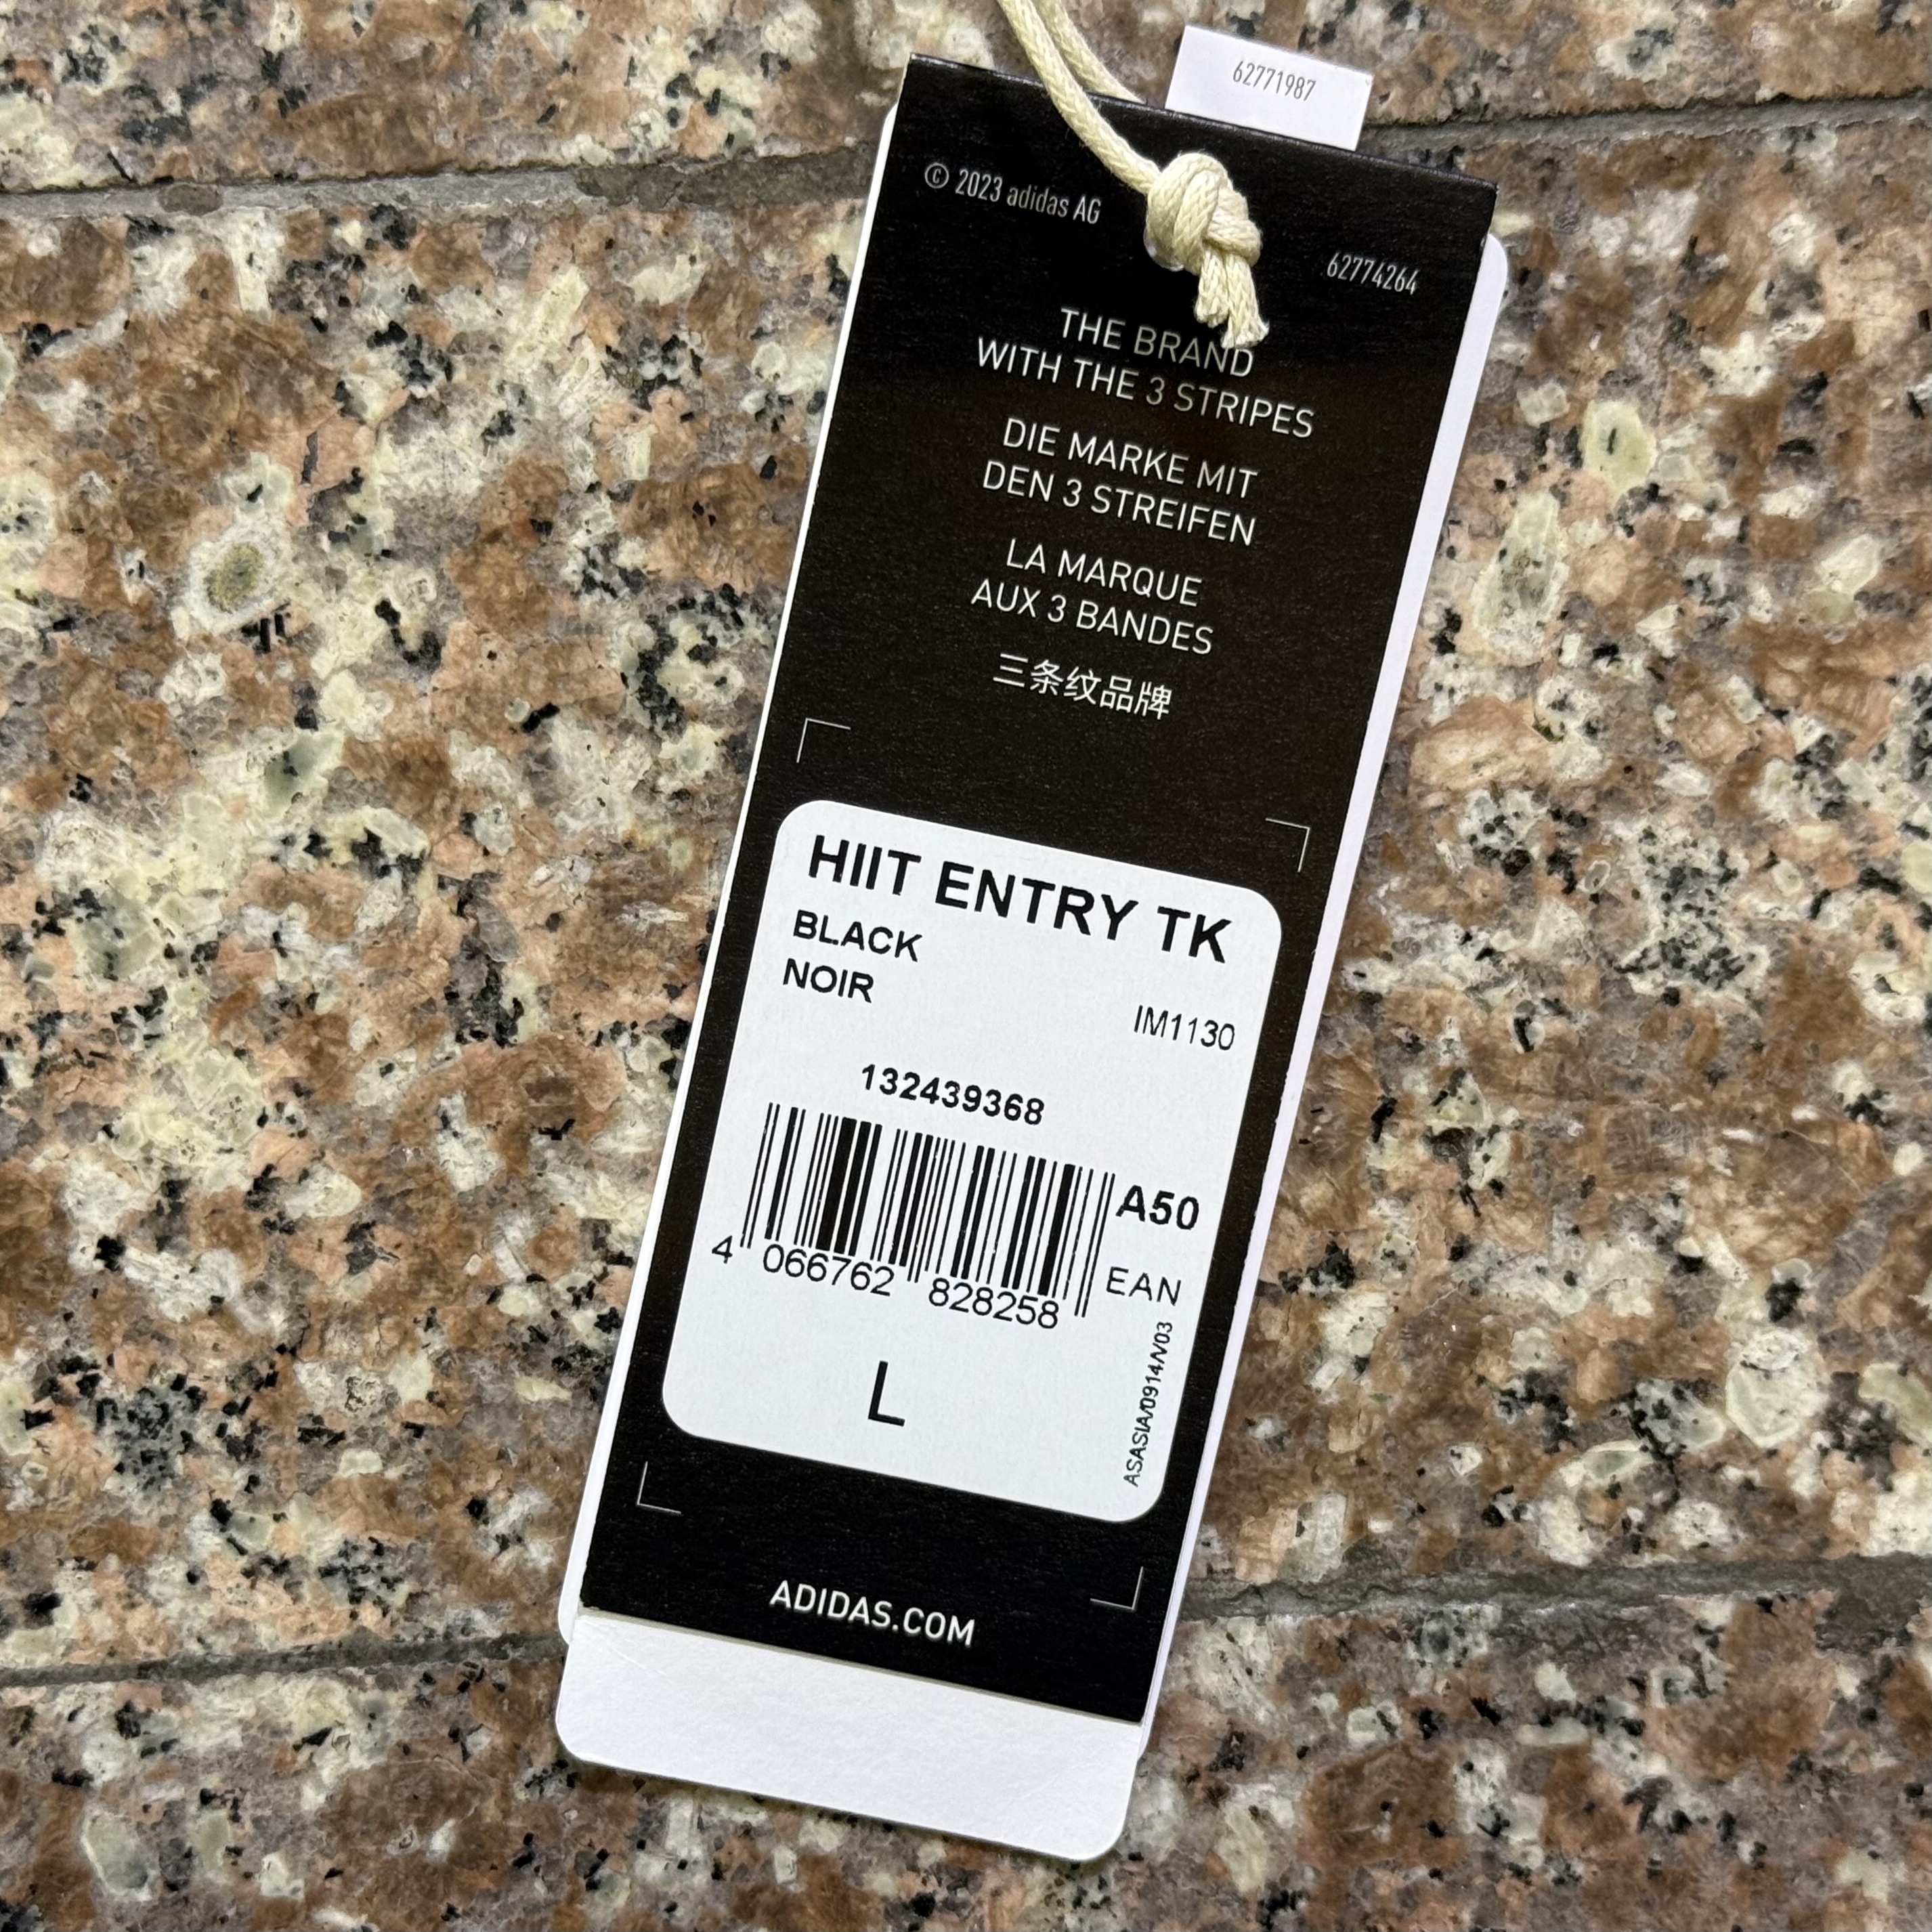 62771987
© 2023 adidas AG
62774264
THE BRAND
WITH THE 3 STRIPES
DIE MARKE MIT
DEN 3 STREIFEN
LA MARQUE
AUX 3 BANDES
三条纹品牌
HIIT ENTRY TK
BLACK
NOIR
IM1130
132439368
A50
4 066762 828258
EAN
L
ASASIA/0914/V03
ADIDAS.COM